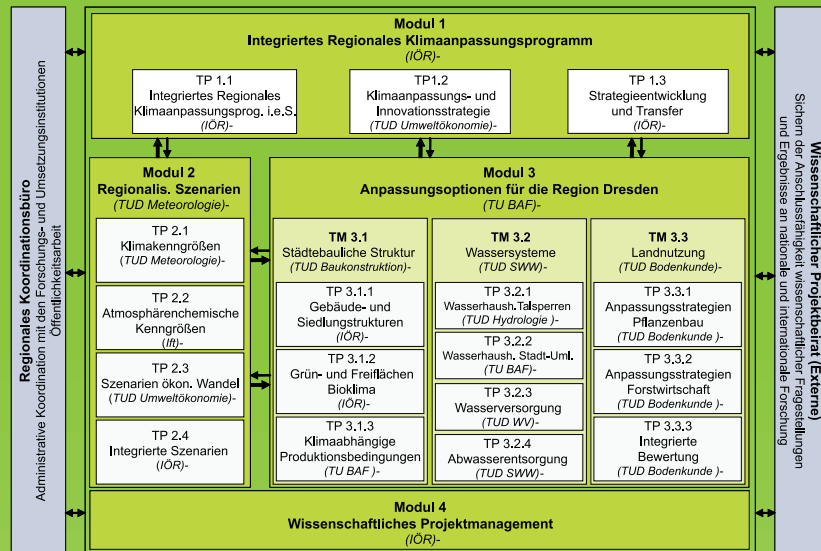 Regionales Koordinationsbüro
Administrative Koordination mit den Forschungs- und Umsetzungsinstitutionen
Öffentlichkeitsarbeit
Modul 1
Integriertes Regionales Klimaanpassungsprogramm
(IÖR)-
TP 1.1
Integriertes Regionales
Klimaanpassungsprog. i.e.S.
(IÖR)-
TP1.2
Klimaanpassungs- und
Innovationsstrategie
(TUD Umweltökonomie)-
TP 1.3
Strategieentwicklung
und Transfer
(IÖR)-
Modul 2
Regionalis. Szenarien
(TUD Meteorologie)-
TP 2.1
Klimakenngrößen
(TUD Meteorologie)-
TP 2.2
Atmosphärenchemische
Kenngrößen
(Ift)-
TP 2.3
Szenarien ökon. Wandel
(TUD Umweltökonomie)-
TP 2.4
Integrierte Szenarien
(IÖR)-
Modul 3
Anpassungsoptionen für die Region Dresden
(TU BAF)-
TM 3.1
Städtebauliche Struktur
(TUD Baukonstruktion)-
TP 3.1.1
Gebäude- und
Siedlungstrukturen
(IÖR)-
TP 3.1.2
Grün- und Freiflächen
Bioklima
(IÖR)-
TP 3.1.3
Klimaabhängige
Produktionsbedingungen
(TU BAF )-
TM 3.2
Wassersysteme
(TUD SWW)-
TP 3.2.1
Wasserhaush.Talsperren
(TUD Hydrologie )-
TP 3.2.2
Wasserhaush. Stadt-Uml.
(TU BAF)-
TP 3.2.3
Wasserversorgung
(TUD WV)-
TP 3.2.4
Abwasserentsorgung
(TUD SWW)-
TM 3.3
Landnutzung
(TUD Bodenkunde)-
TP 3.3.1
Anpassungsstrategien
Pflanzenbau
(TUD Bodenkunde )-
TP 3.3.2
Anpassungsstrategien
Forstwirtschaft
(TUD Bodenkunde )-
TP 3.3.3
Integrierte
Bewertung
(TUD Bodenkunde )-
Modul 4
Wissenschaftliches Projektmanagement
(IÖR)-
Wissenschaftlicher Projektbeirat (Externe)
Sichern der Anschlussfähigkeit wissenschaftlicher Fragestellungen
und Ergebnisse an nationale und internationale Forschung